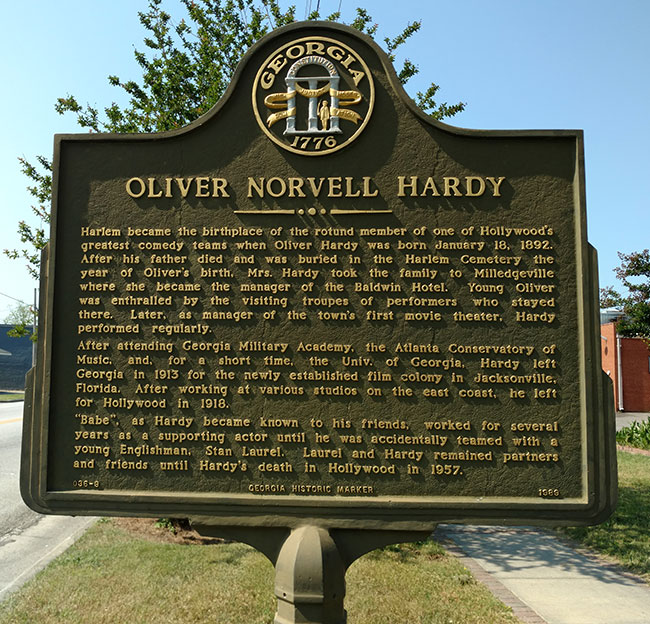 GEORGIA
CONSTITUTION
1776
OLIVER NORVELL HARDY
Harlem became the birthplace of the rotund member of one of Hollywood's
greatest comedy teams when Oliver Hardy was born January 18, 1892.
After his father died and was buried in the Harlem Cemetery the
year of Oliver's birth, Mrs. Hardy took the family to Milledgeville
where she became the manager of the Baldwin Hotel. Young Oliver
was enthralled by the visiting troupes of performers who stayed
there. Later, as manager of the town's first movie theater, Hardy
performed regularly.
After attending Georgia Military Academy, the Atlanta Conservatory of
Music, and, for a short time, the Univ. of Georgia, Hardy left
Georgia in 1913 for the newly established film colony in Jacksonville,
Florida. After working at various studios on the east coast, he left
for Hollywood in 1918.
"Babe", as Hardy became known to his friends, worked for several
years as a supporting actor until he was accidentally teamed with a
young Englishman, Stan Laurel. Laurel and Hardy remained partners
and friends until Hardy's death in Hollywood in 1957.
036-8 GEORGIA HISTORIC MARKER